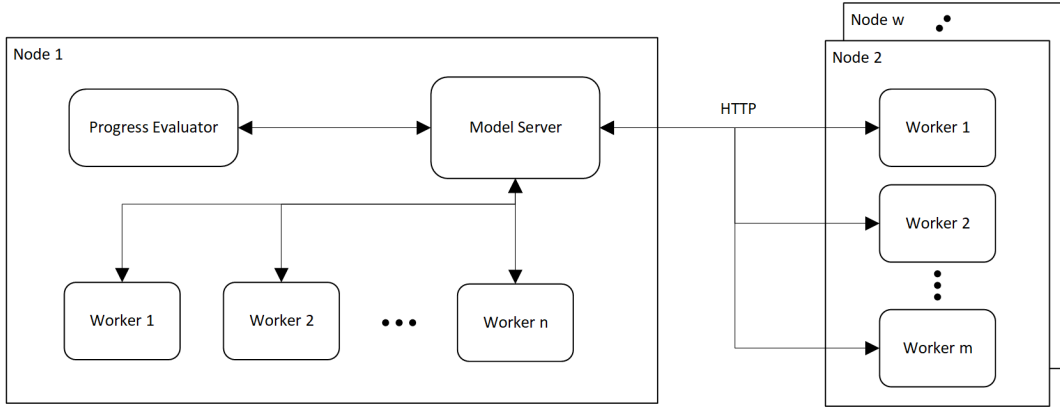 Node 1
Progress Evaluator
Model Server
Worker 1
Worker 2
Worker n
HTTP
Node w
Node 2
Worker 1
Worker 2
Worker m